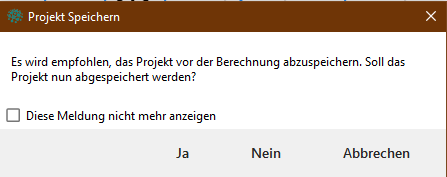 Projekt Speichern
Es wird empfohlen, das Projekt vor der Berechnung abzuspeichern. Soll das
Projekt nun abgespeichert werden?
Diese Meldung nicht mehr anzeigen
Ja Nein Abbrechen